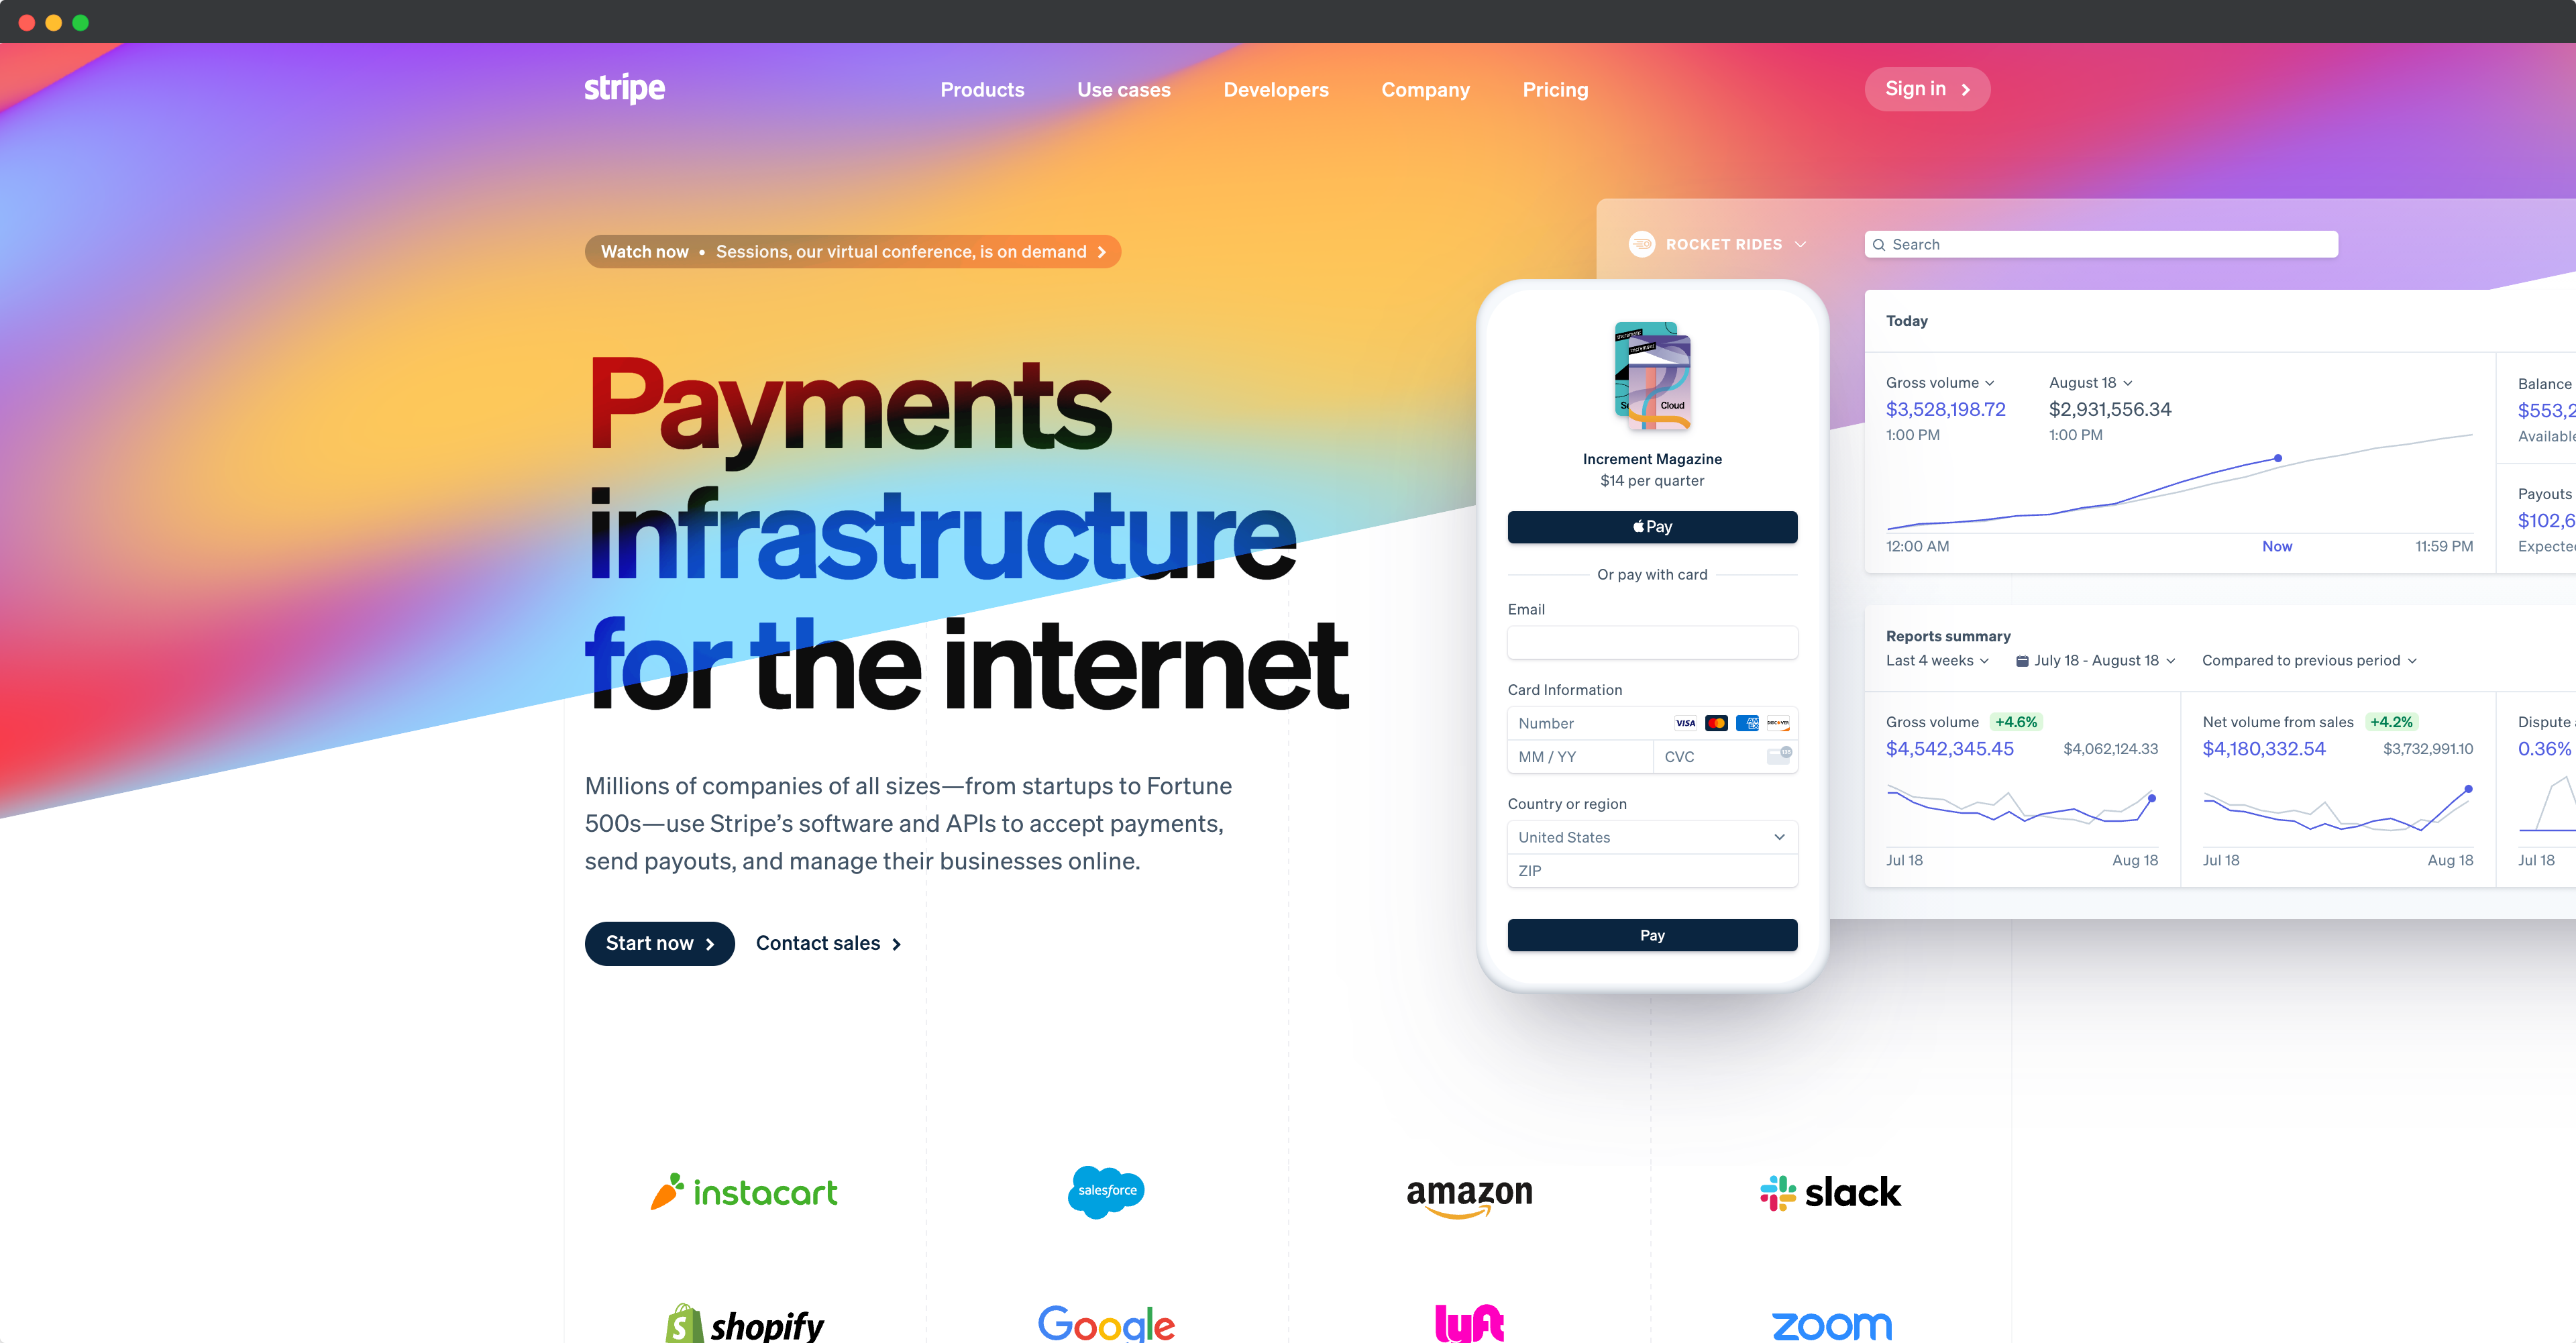 stripe
Products
Use cases
Developers
Company
Pricing
Sign in
Watch now • Sessions, our virtual conference, is on demand
Payments
infrastructure
for the internet
Millions of companies of all sizes—from startups to Fortune
500s—use Stripe’s software and APIs to accept payments,
send payouts, and manage their businesses online.
Start now
Contact sales
increment
increment
Cloud
Increment Magazine
$14 per quarter
Pay
Or pay with card
Email
Card Information
Number
VISA
DISCOVER
MM / YY
CVC
135
Country or region
United States
ZIP
Pay
ROCKET RIDES
Search
Today
Gross volume
$3,528,198.72
1:00 PM
August 18
$2,931,556.34
1:00 PM
12:00 AM
Now
11:59 PM
Balance
$553,2
Available
Payouts
$102,6
Expected
Reports summary
Last 4 weeks
July 18 - August 18
Compared to previous period
Gross volume +4.6%
$4,542,345.45
$4,062,124.33
Jul 18
Aug 18
Net volume from sales +4.2%
$4,180,332.54
$3,732,991.10
Jul 18
Aug 18
Dispute
0.36%
Jul 18
instacart
salesforce
amazon
slack
shopify
Google
lyft
zoom